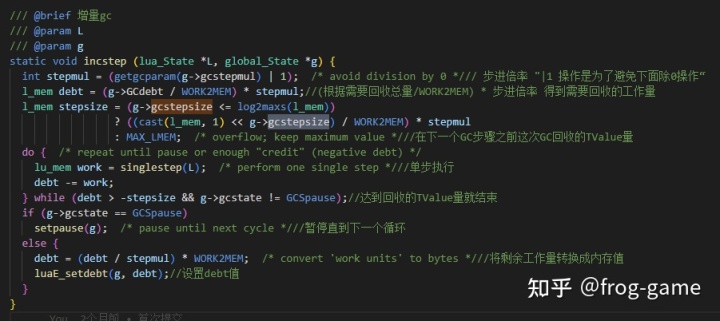 /// @brief 增量gc
/// @param L
/// @param g
static void incstep (lua_State *L, global_State *g) {
  int stepmul = (getgcparam(g->gcstepmul) | 1);  /* avoid division by 0 *//// 步进倍率 "|1 操作是为了避免下面除0操作“
  l_mem debt = (g->GCdebt / WORK2MEM) * stepmul;//(根据需要回收总量/WORK2MEM) * 步进倍率 得到需要回收的工作量
  l_mem stepsize = (g->gcstepsize <= log2maxs(l_mem))
                 ? ((cast(l_mem, 1) << g->gcstepsize) / WORK2MEM) * stepmul
                 : MAX_LMEM;  /* overflow; keep maximum value *///在下一个GC步骤之前这次GC回收的TValue量
  do {  /* repeat until pause or enough "credit" (negative debt) */
    lu_mem work = singlestep(L);  /* perform one single step *///单步执行
    debt -= work;
  } while (debt > -stepsize && g->gcstate != GCSpause);//达到回收的TValue量就结束
  if (g->gcstate == GCSpause)
    setpause(g);  /* pause until next cycle *///暂停直到下一个循环
  else {
    debt = (debt / stepmul) * WORK2MEM;  /* convert 'work units' to bytes *///将剩余工作量转换成内存值
    luaE_setdebt(g, debt);//设置debt值
  }
}
知乎 @frog-game
You, 2个月前 • 首次提交